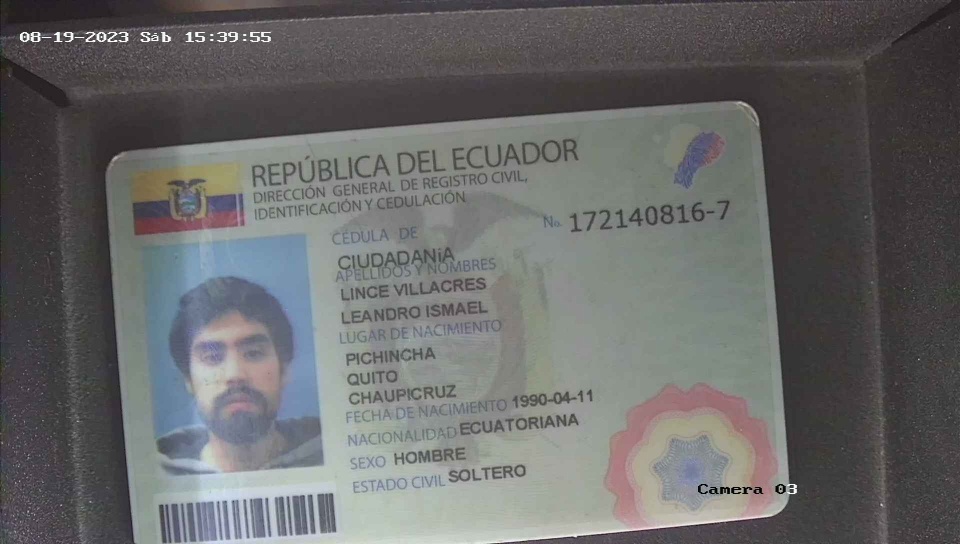 08-19-2023 Sáb 15:39:55
REPÚBLICA DEL ECUADOR
DIRECCIÓN GENERAL DE REGISTRO CIVIL,
IDENTIFICACIÓN Y CEDULACIÓN
CÉDULA DE
No. 172140816-7
CIUDADANíA
APELLIDOS Y NOMBRES
LINCE VILLACRES
LEANDRO ISMAEL
LUGAR DE NACIMIENTO
PICHINCHA
QUITO
CHAUPICRUZ
FECHA DE NACIMIENTO 1990-04-11
NACIONALIDAD ECUATORIANA
SEXO HOMBRE
ESTADO CIVIL SOLTERO
Camera 03